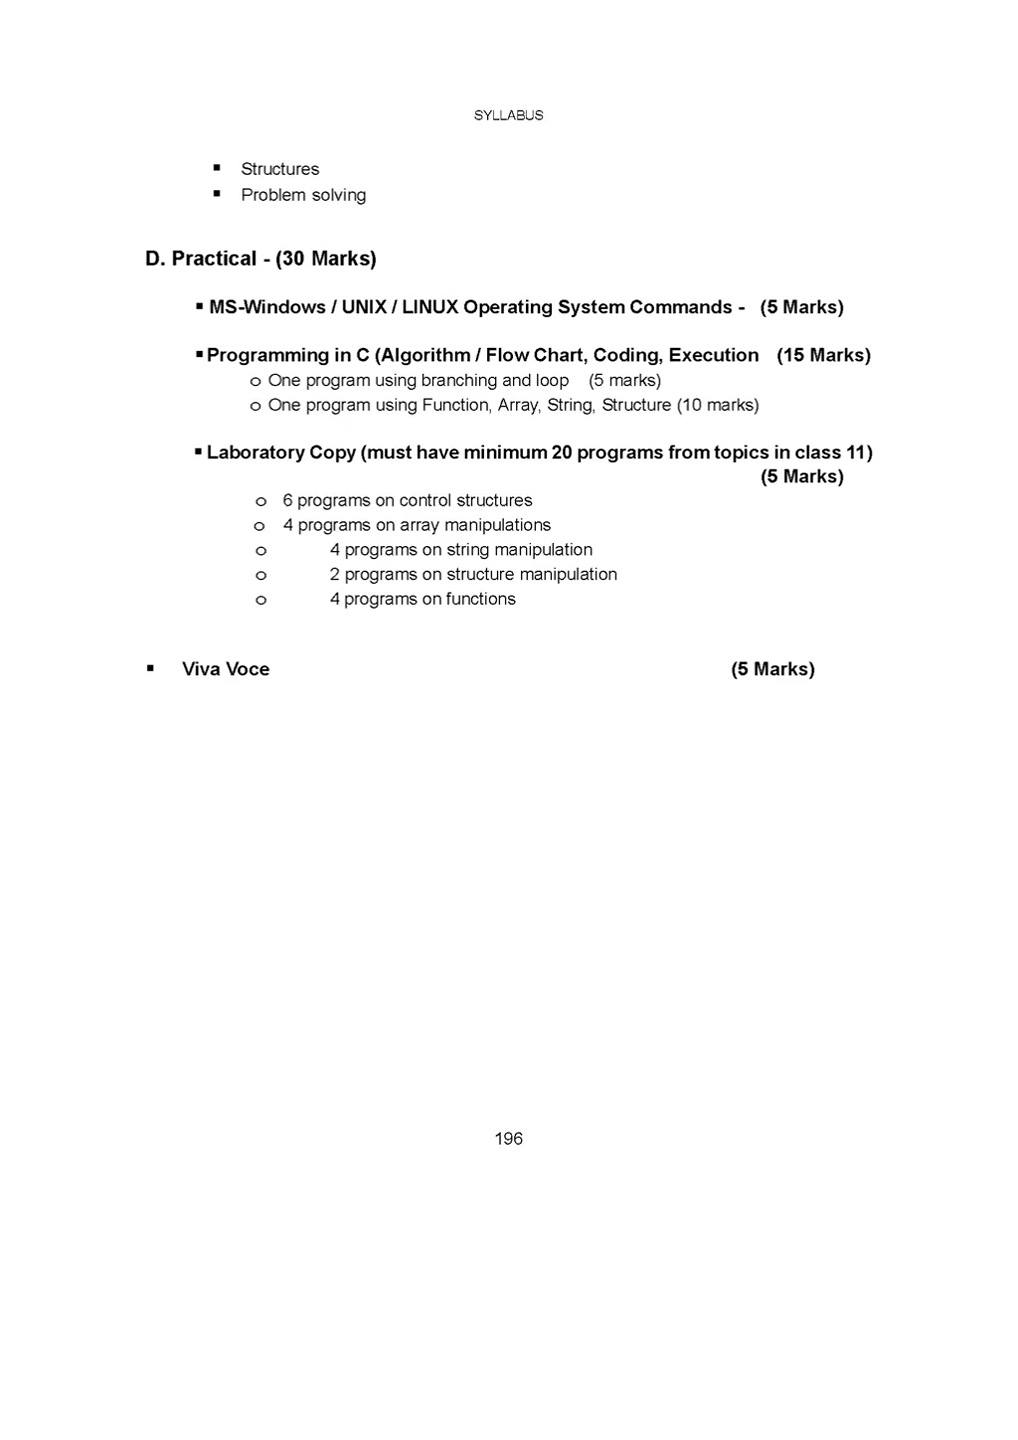 SYLLABUS
▪ Structures
▪ Problem solving
D. Practical - (30 Marks)
▪ MS-Windows / UNIX / LINUX Operating System Commands - (5 Marks)
▪ Programming in C (Algorithm / Flow Chart, Coding, Execution (15 Marks)
o One program using branching and loop (5 marks)
o One program using Function, Array, String, Structure (10 marks)
▪ Laboratory Copy (must have minimum 20 programs from topics in class 11)
(5 Marks)
o 6 programs on control structures
o 4 programs on array manipulations
o 4 programs on string manipulation
o 2 programs on structure manipulation
o 4 programs on functions
▪ Viva Voce (5 Marks)
196